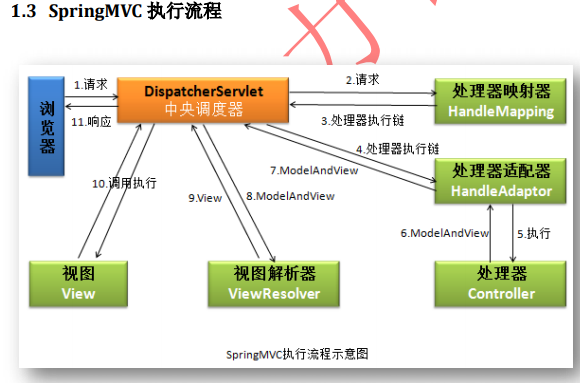 1.3 SpringMVC 执行流程
1.请求
2.请求
浏览器
DispatcherServlet
中央调度器
处理器映射器
HandleMapping
11.响应
3.处理器执行链
4.处理器执行链
7.ModelAndView
处理器适配器
HandleAdaptor
10.调用执行
9.View
8.ModelAndView
6.ModelAndView
5.执行
视图
View
视图解析器
ViewResolver
处理器
Controller
SpringMVC执行流程示意图